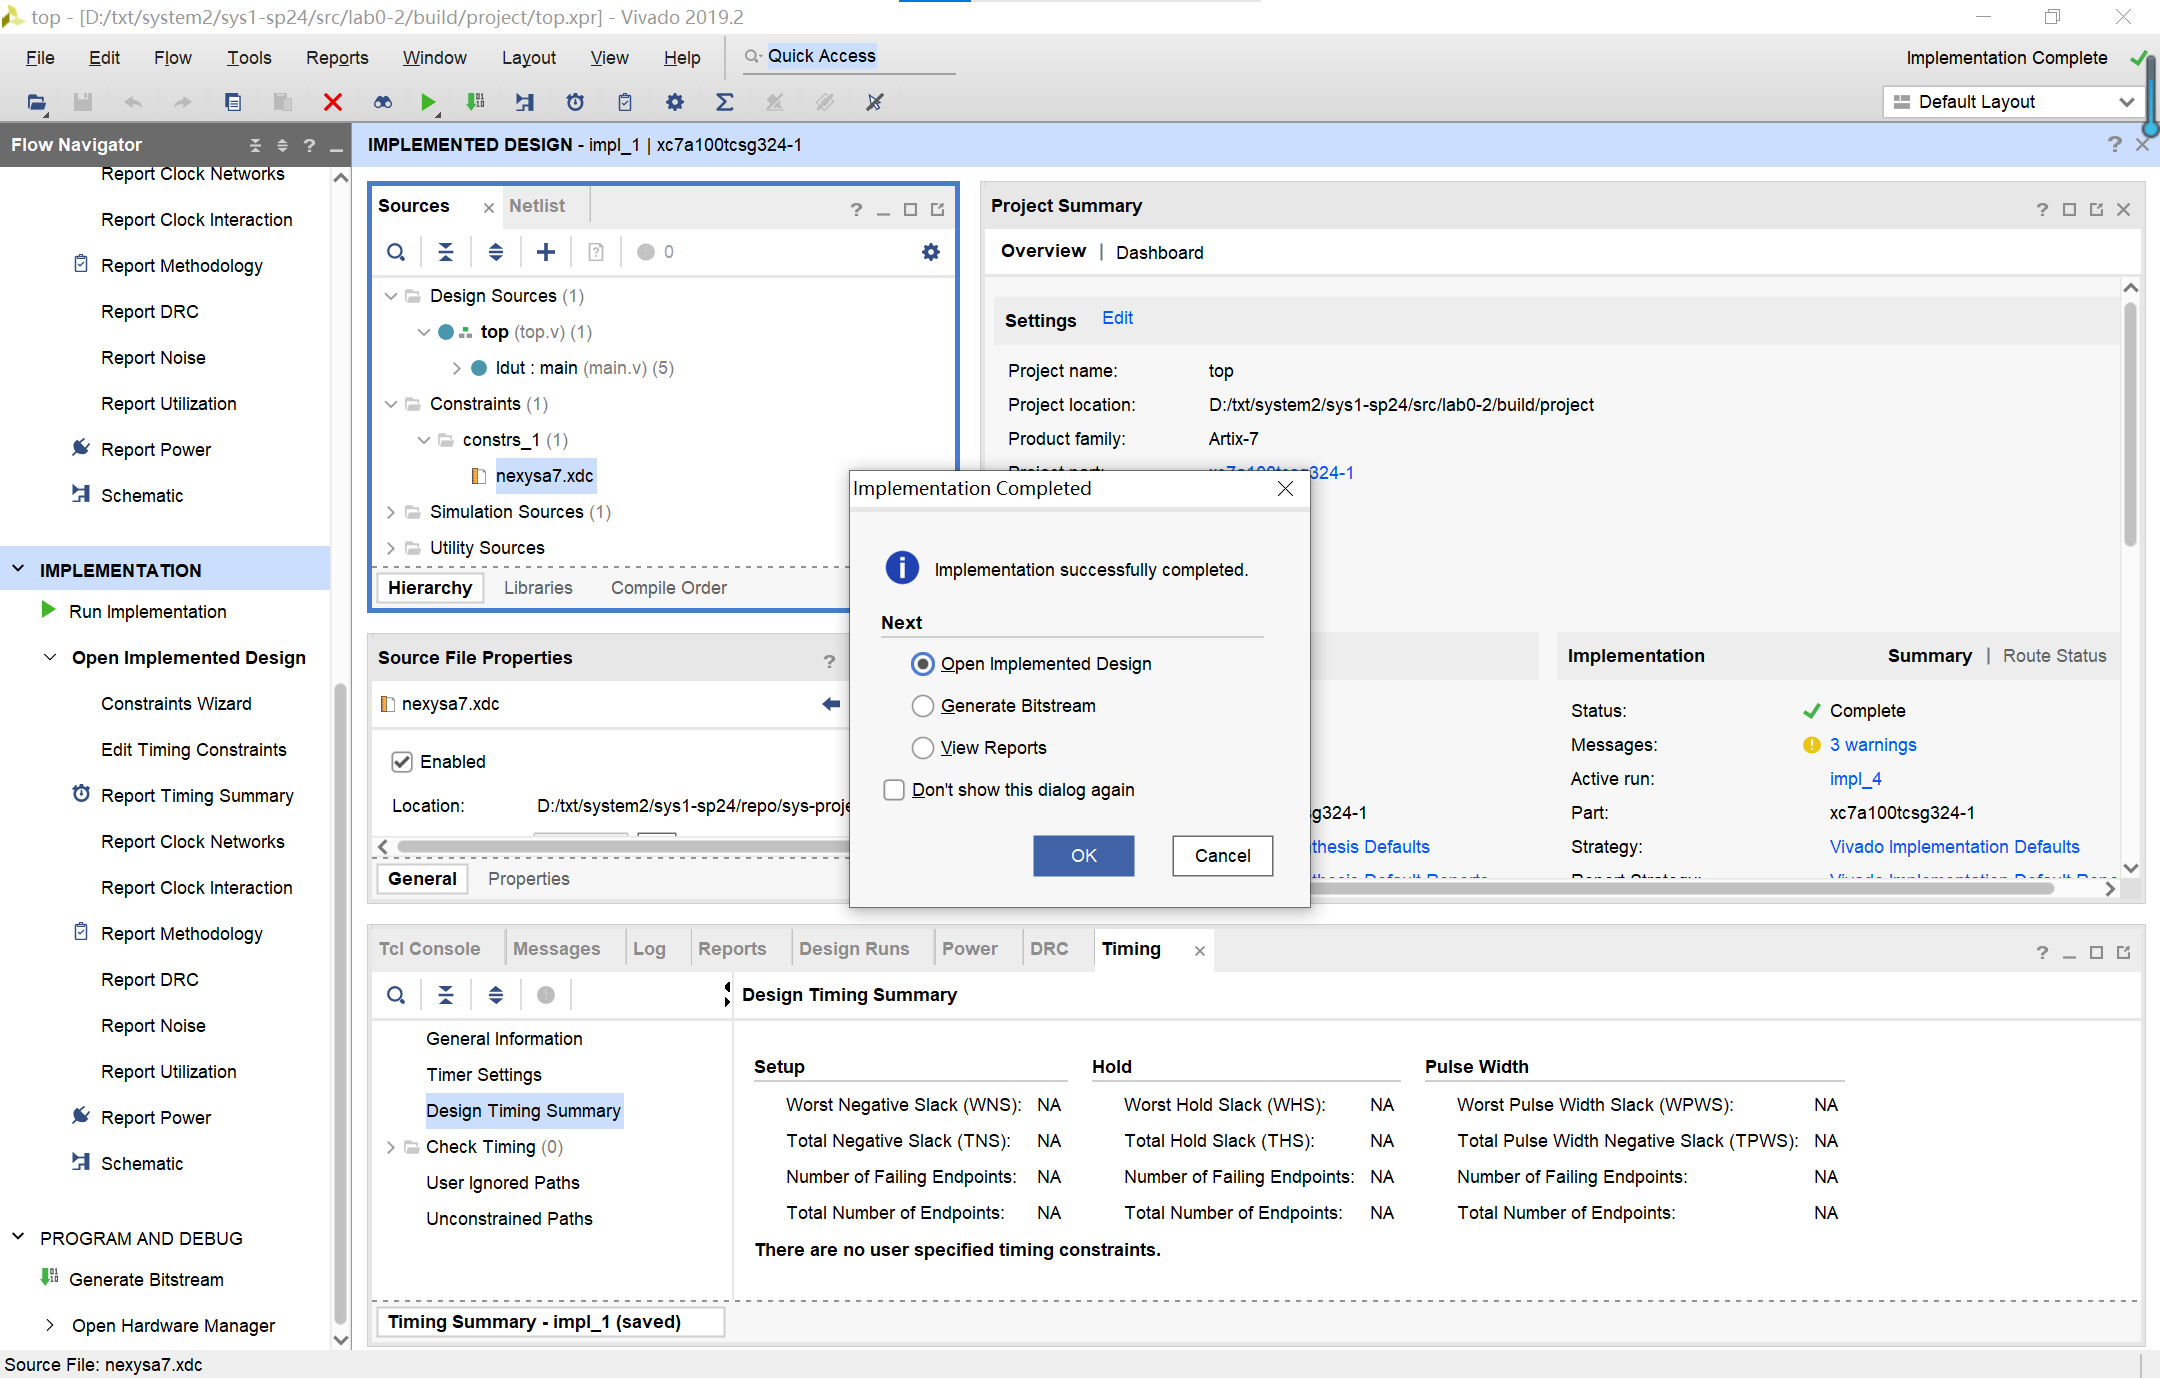 top - [D:/txt/system2/sys1-sp24/src/lab0-2/build/project/top.xpr] - Vivado 2019.2
File Edit Flow Tools Reports Window Layout View Help Quick Access
Implementation Complete
Default Layout
Flow Navigator
IMPLEMENTED DESIGN - impl_1 | xc7a100tcsg324-1
Report Clock Networks
Report Clock Interaction
Report Methodology
Report DRC
Report Noise
Report Utilization
Report Power
Schematic
IMPLEMENTATION
Run Implementation
Open Implemented Design
Constraints Wizard
Edit Timing Constraints
Report Timing Summary
Report Clock Networks
Report Clock Interaction
Report Methodology
Report DRC
Report Noise
Report Utilization
Report Power
Schematic
PROGRAM AND DEBUG
Generate Bitstream
Open Hardware Manager
Sources Netlist
0
Design Sources (1)
top (top.v) (1)
Idut : main (main.v) (5)
Constraints (1)
constrs_1 (1)
nexysa7.xdc
Simulation Sources (1)
Utility Sources
Hierarchy Libraries Compile Order
Source File Properties
nexysa7.xdc
Enabled
Location: D:/txt/system2/sys1-sp24/repo/sys-proje
General Properties
Project Summary
Overview | Dashboard
Settings Edit
Project name: top
Project location: D:/txt/system2/sys1-sp24/src/lab0-2/build/project
Product family: Artix-7
Project part: xc7a100tcsg324-1
Implementation Summary | Route Status
Status: Complete
Messages: 3 warnings
Active run: impl_4
g324-1 Part: xc7a100tcsg324-1
thesis Defaults Strategy: Vivado Implementation Defaults
thesis Default Reports Report Strategy: Vivado Implementation Default Repo
Implementation Completed
Implementation successfully completed.
Next
Open Implemented Design
Generate Bitstream
View Reports
Don't show this dialog again
OK Cancel
Tcl Console Messages Log Reports Design Runs Power DRC Timing
Design Timing Summary
General Information
Timer Settings
Design Timing Summary
Check Timing (0)
User Ignored Paths
Unconstrained Paths
Setup Hold Pulse Width
Worst Negative Slack (WNS): NA Worst Hold Slack (WHS): NA Worst Pulse Width Slack (WPWS): NA
Total Negative Slack (TNS): NA Total Hold Slack (THS): NA Total Pulse Width Negative Slack (TPWS): NA
Number of Failing Endpoints: NA Number of Failing Endpoints: NA Number of Failing Endpoints: NA
Total Number of Endpoints: NA Total Number of Endpoints: NA Total Number of Endpoints: NA
There are no user specified timing constraints.
Timing Summary - impl_1 (saved)
Source File: nexysa7.xdc